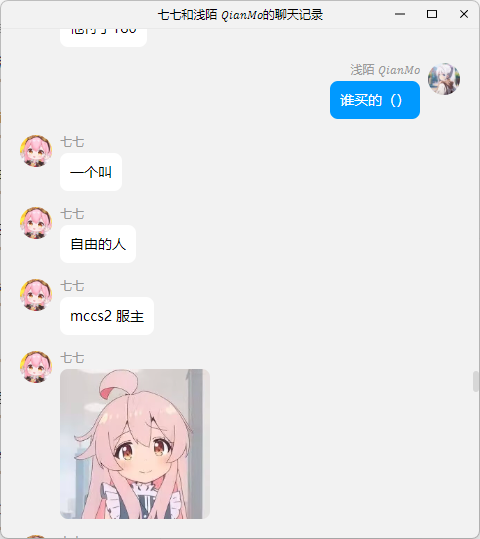 七七和浅陌 QianMo的聊天记录
浅陌 QianMo
谁买的（）
七七
一个叫
七七
自由的人
七七
mccs2 服主
七七